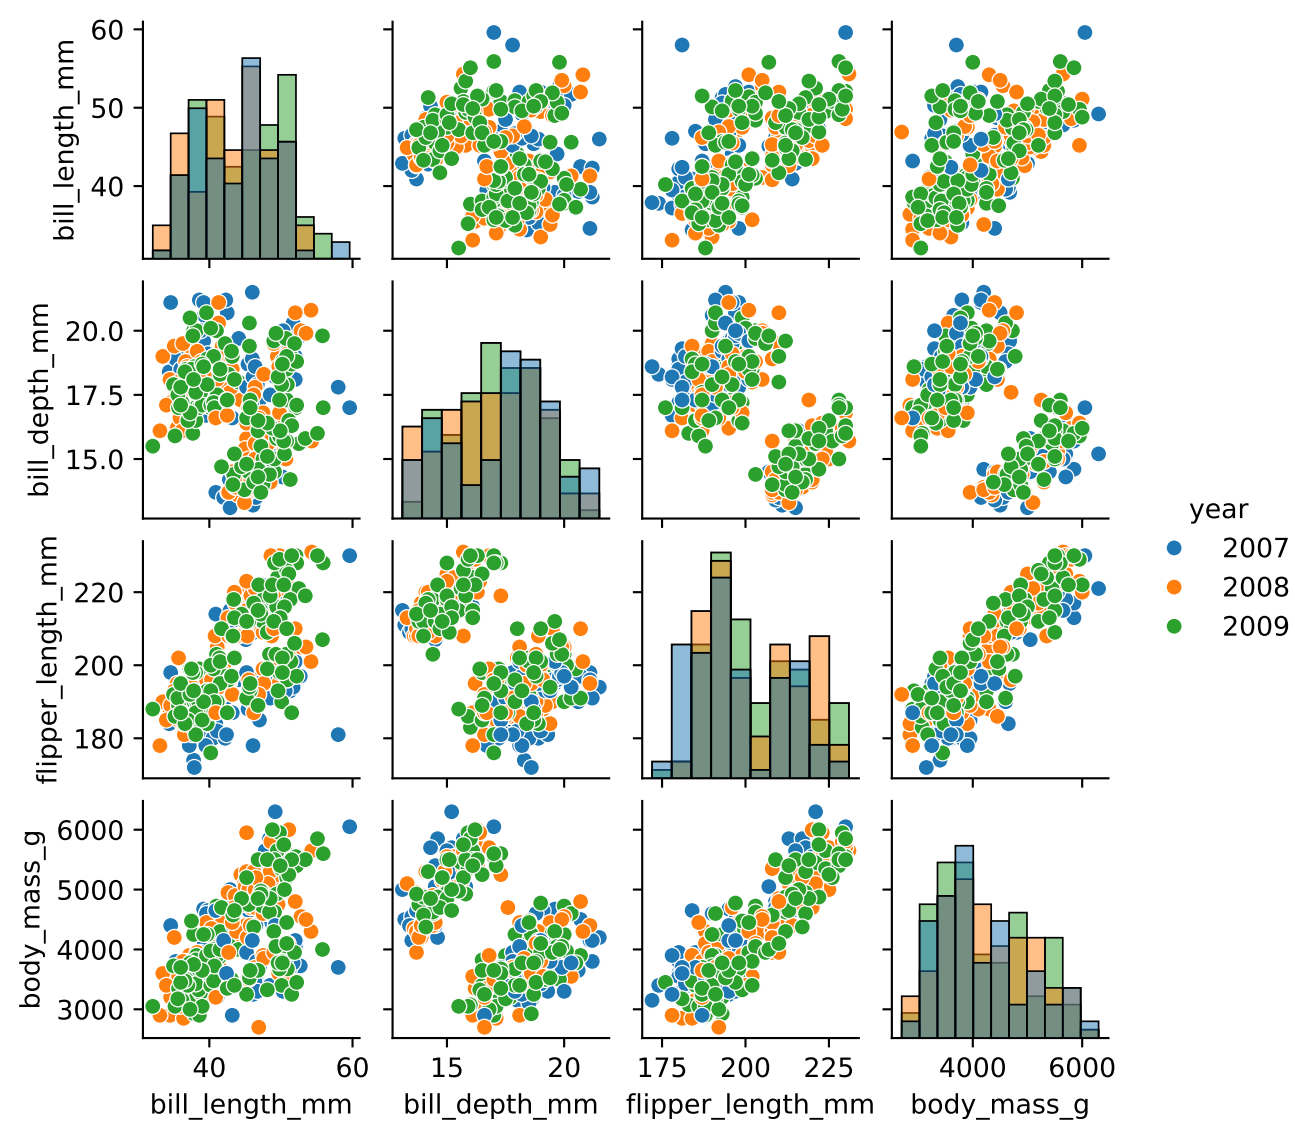 60
50
40
bill_length_mm
20.0
17.5
15.0
bill_depth_mm
220
200
180
flipper_length_mm
6000
5000
4000
3000
body_mass_g
40 60
15 20
175 200 225
4000 6000
bill_length_mm
bill_depth_mm
flipper_length_mm
body_mass_g
year
2007
2008
2009